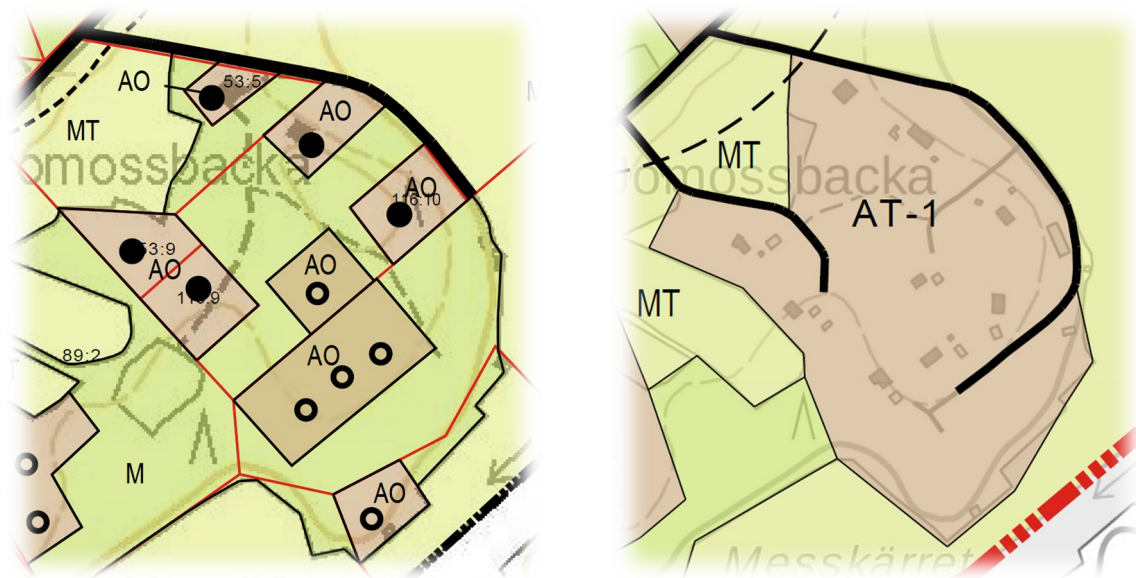 AO
53:5
AO
MT
omossbacka
AO
116:10
53:9
AO
AO
89:2
AO
M
AO
MT
omossbacka
AT-1
MT
Messkärret